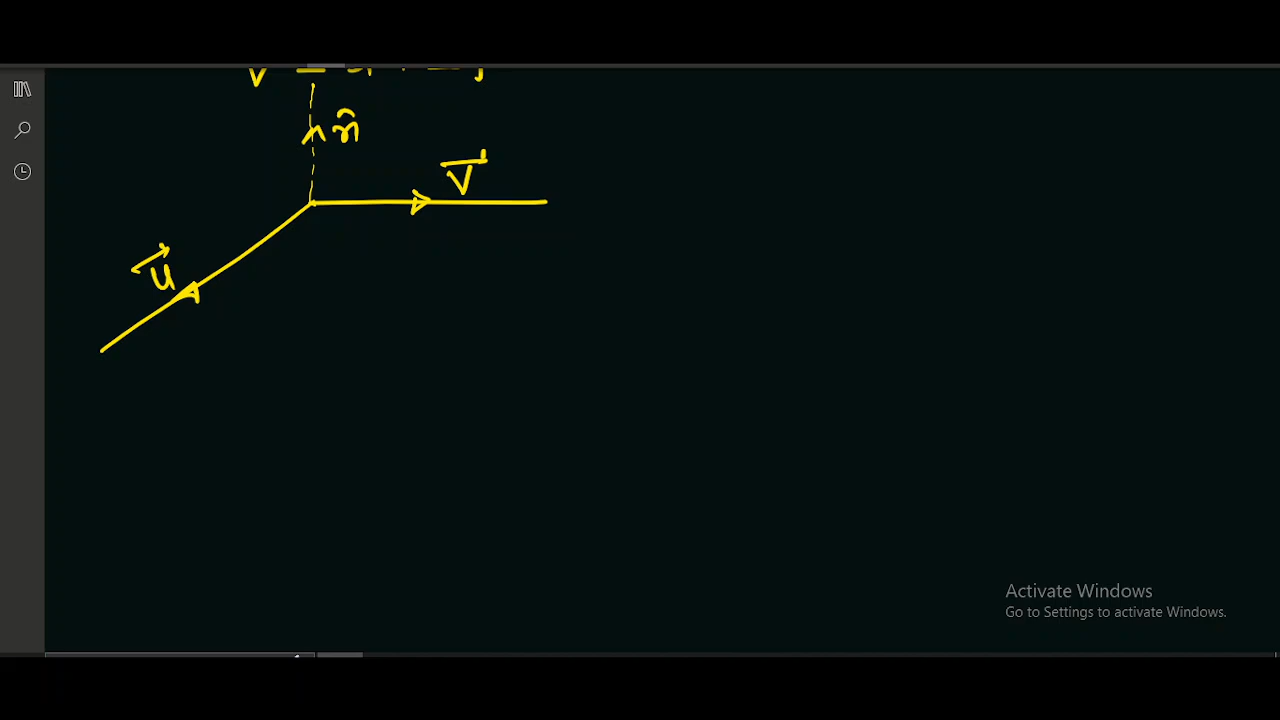 n̂
V⃗
u⃗
Activate Windows
Go to Settings to activate Windows.